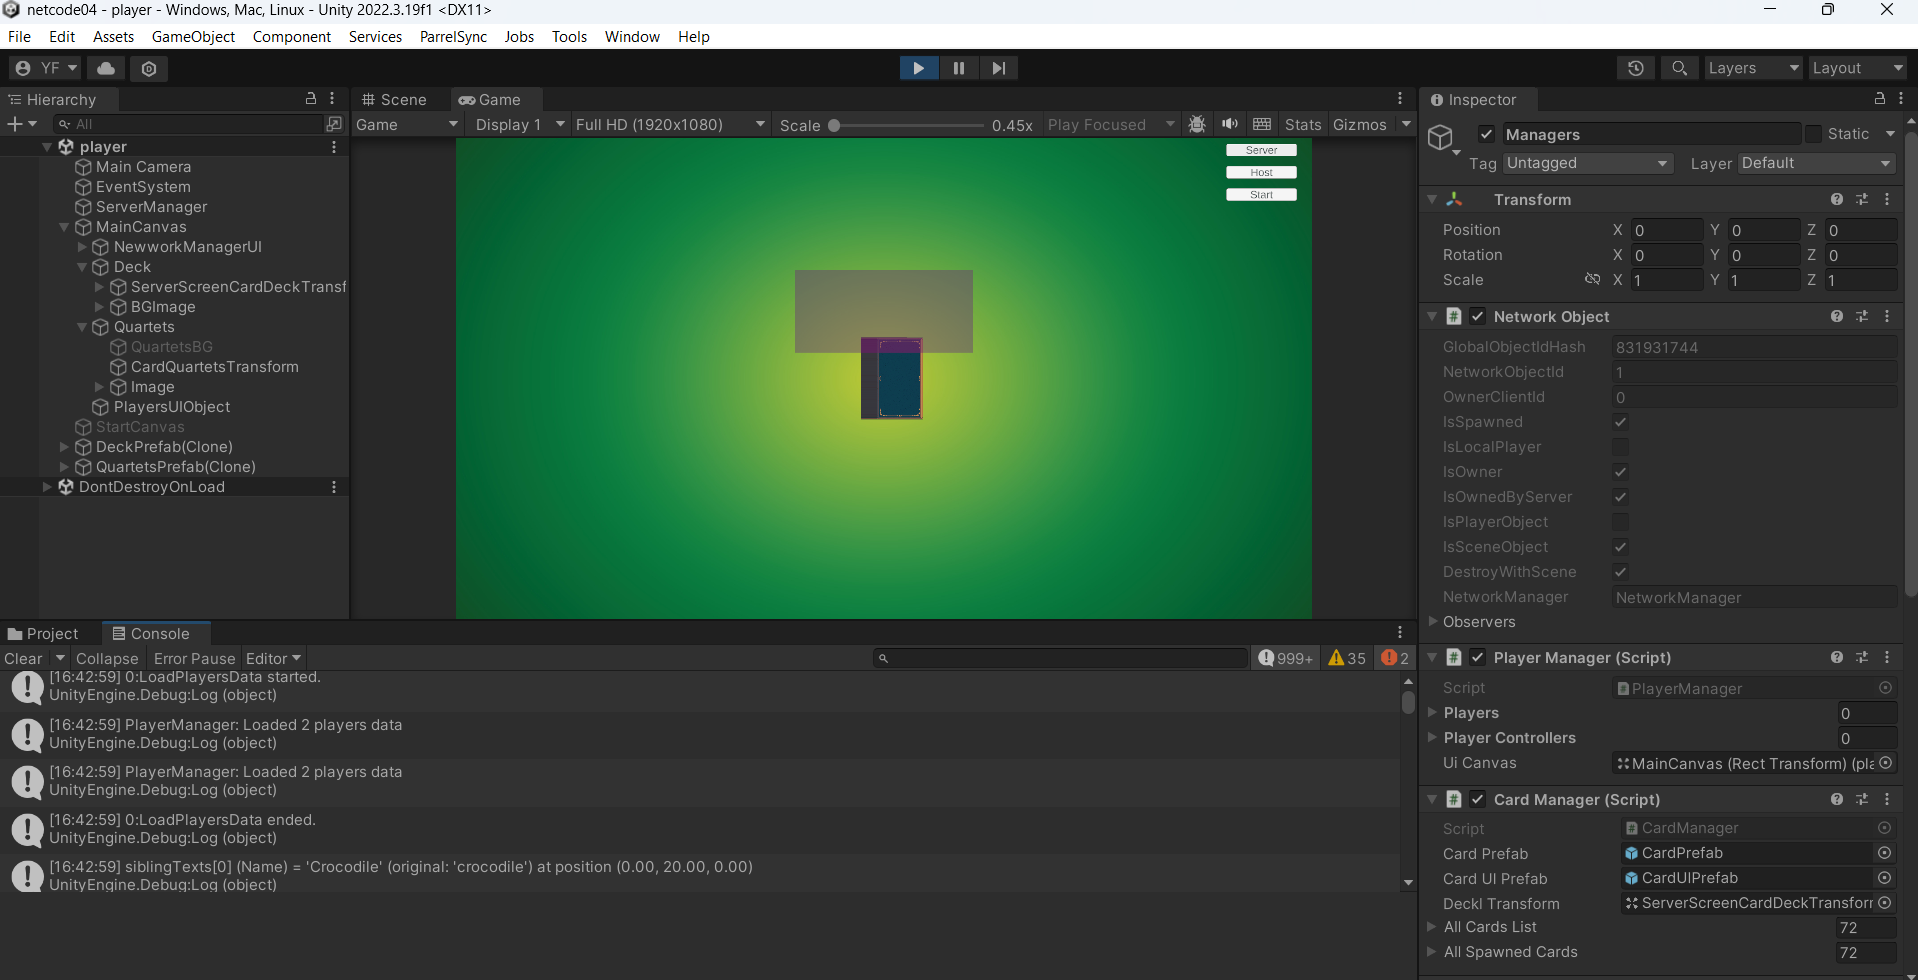 netcode04 - player - Windows, Mac, Linux - Unity 2022.3.19f1 <DX11>
File Edit Assets GameObject Component Services ParrelSync Jobs Tools Window Help
YF Layers Layout
Hierarchy
All
player
Main Camera
EventSystem
ServerManager
MainCanvas
NewworkManagerUI
Deck
ServerScreenCardDeckTransf
BGImage
Quartets
QuartetsBG
CardQuartetsTransform
Image
PlayersUIObject
StartCanvas
DeckPrefab(Clone)
QuartetsPrefab(Clone)
DontDestroyOnLoad
Scene Game
Game Display 1 Full HD (1920x1080) Scale 0.45x Play Focused Stats Gizmos
Server
Host
Start
Project Console
Clear Collapse Error Pause Editor 999+ 35 2
[16:42:59] 0:LoadPlayersData started.
UnityEngine.Debug:Log (object)
[16:42:59] PlayerManager: Loaded 2 players data
UnityEngine.Debug:Log (object)
[16:42:59] PlayerManager: Loaded 2 players data
UnityEngine.Debug:Log (object)
[16:42:59] 0:LoadPlayersData ended.
UnityEngine.Debug:Log (object)
[16:42:59] siblingTexts[0] (Name) = 'Crocodile' (original: 'crocodile') at position (0.00, 20.00, 0.00)
UnityEngine.Debug:Log (object)
Inspector
Managers Static
Tag Untagged Layer Default
Transform
Position X 0 Y 0 Z 0
Rotation X 0 Y 0 Z 0
Scale X 1 Y 1 Z 1
# Network Object
GlobalObjectIdHash 831931744
NetworkObjectId 1
OwnerClientId 0
IsSpawned
IsLocalPlayer
IsOwner
IsOwnedByServer
IsPlayerObject
IsSceneObject
DestroyWithScene
NetworkManager NetworkManager
Observers
# Player Manager (Script)
Script PlayerManager
Players 0
Player Controllers 0
Ui Canvas MainCanvas (Rect Transform) (pla
# Card Manager (Script)
Script CardManager
Card Prefab CardPrefab
Card UI Prefab CardUIPrefab
Deckl Transform ServerScreenCardDeckTransform
All Cards List 72
All Spawned Cards 72